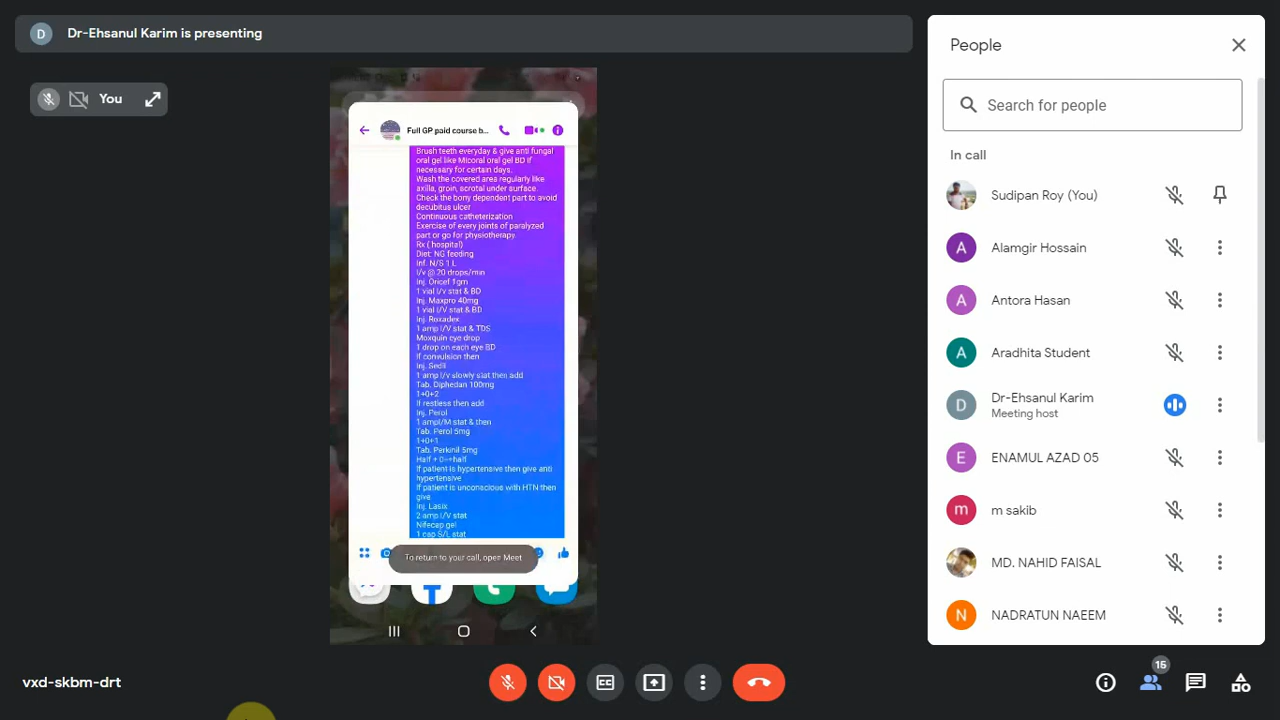 Dr-Ehsanul Karim is presenting
D
You
Full GP paid course b...
Brush teeth everyday & give anti fungal
oral gel like Micoral oral gel BD if
necessary for certain days.
Wash the covered area regularly like
axilla, groin, scrotal under surface.
Check the bony dependent part to avoid
decubitus ulcer
Continuous catheterization
Exercise of every joints of paralyzed
part or go for physiotherapy.
Rx ( hospital)
Diet: NG feeding
Inf. N/S 1 L
I/v @ 20 drops/min
Inj. Oricef 1gm
1 vial I/v stat & BD
Inj. Maxpro 40mg
1 vial I/V stat & BD
Inj. Roxadex
1 amp I/V stat & TDS
Moxquin eye drop
1 drop on each eye BD
If convulsion then
Inj. Sedil
1 amp I/v slowly stat then add
Tab. Diphedan 100mg
1+0+2
If restless then add
Inj. Perol
1 ampI/M stat & then
Tab. Perol 5mg
1+0+1
Tab. Perkinil 5mg
Half + 0+half
If patient is hypertensive then give anti
hypertensive
If patient is unconscious with HTN then
give
Inj. Lasix
2 amp I/V stat
Nifecap gel
1 cap S/L stat
To return to your call, open Meet
People
Search for people
In call
Sudipan Roy (You)
A
Alamgir Hossain
A
Antora Hasan
A
Aradhita Student
D
Dr-Ehsanul Karim
Meeting host
E
ENAMUL AZAD 05
m
m sakib
MD. NAHID FAISAL
N
NADRATUN NAEEM
vxd-skbm-drt
CC
15